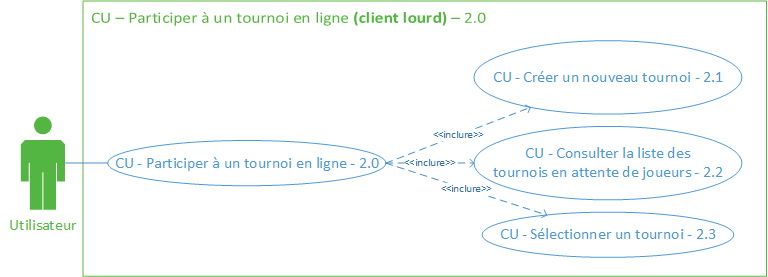 CU – Participer à un tournoi en ligne (client lourd) – 2.0
CU - Créer un nouveau tournoi - 2.1
<<inclure>>
CU - Participer à un tournoi en ligne - 2.0
<<inclure>>
CU - Consulter la liste des
tournois en attente de joueurs - 2.2
<<inclure>>
Utilisateur
CU - Sélectionner un tournoi - 2.3